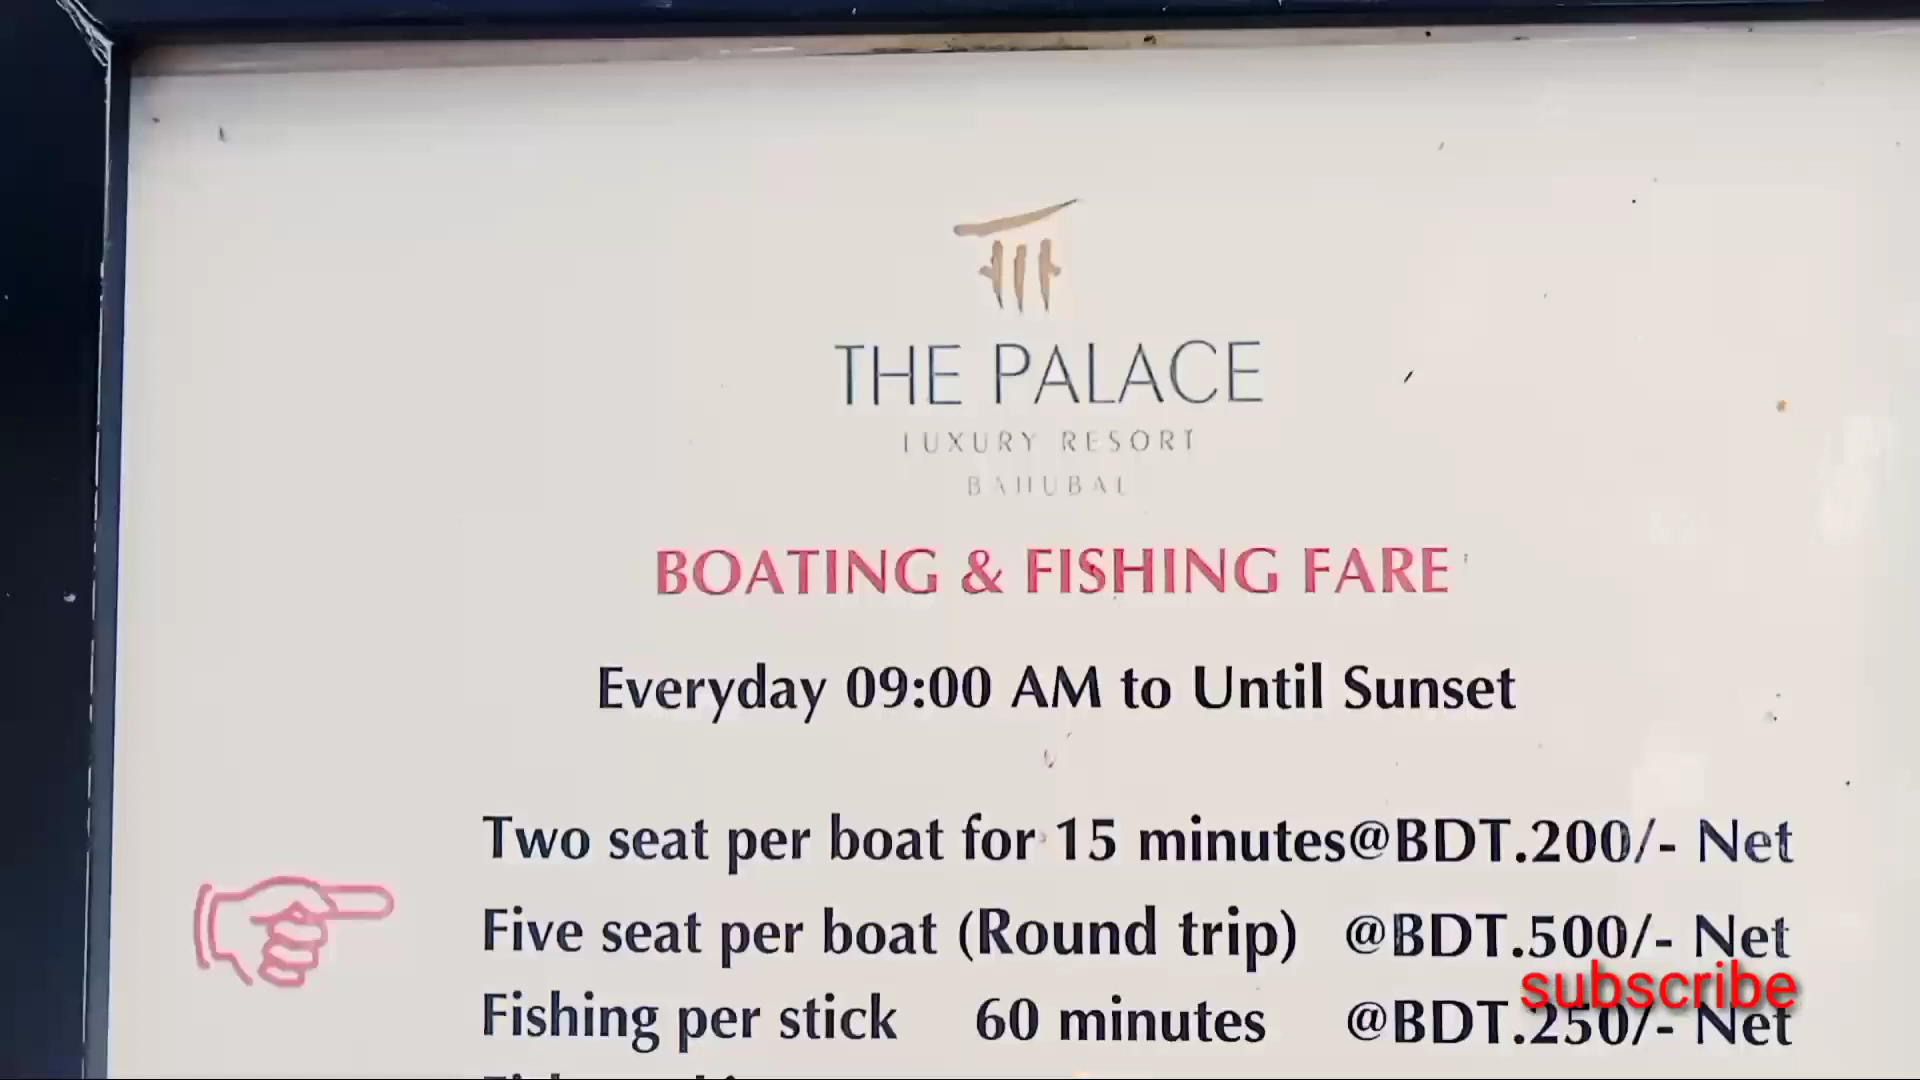 THE PALACE
LUXURY RESORT
BAHUBAL
BOATING & FISHING FARE
Everyday 09:00 AM to Until Sunset
Two seat per boat for 15 minutes@BDT.200/- Net
Five seat per boat (Round trip) @BDT.500/- Net
subscribe
Fishing per stick 60 minutes @BDT.250/- Net